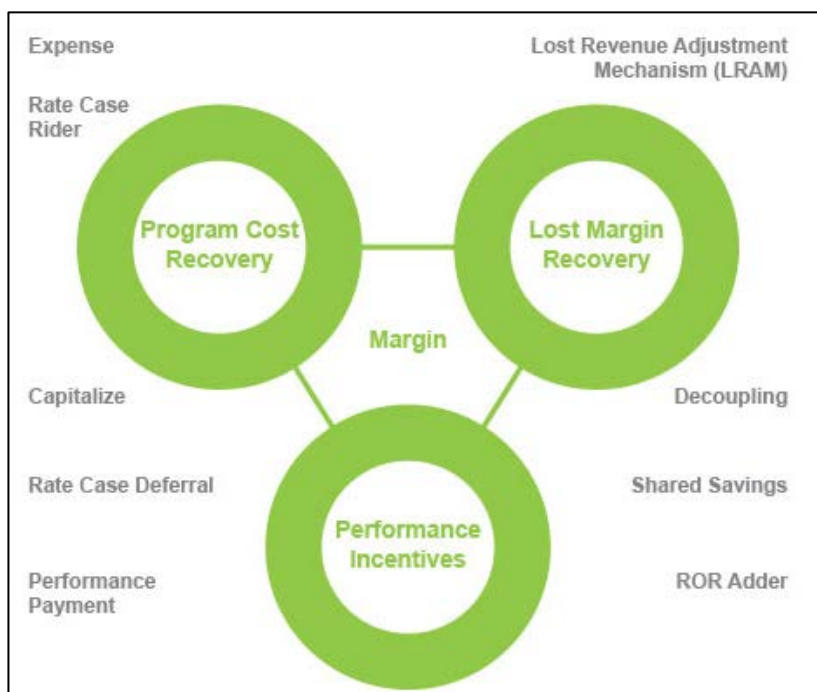 Expense
Lost Revenue Adjustment
Mechanism (LRAM)
Rate Case
Rider
Program Cost
Recovery
Lost Margin
Recovery
Margin
Capitalize
Decoupling
Rate Case Deferral
Shared Savings
Performance
Incentives
Performance
Payment
ROR Adder